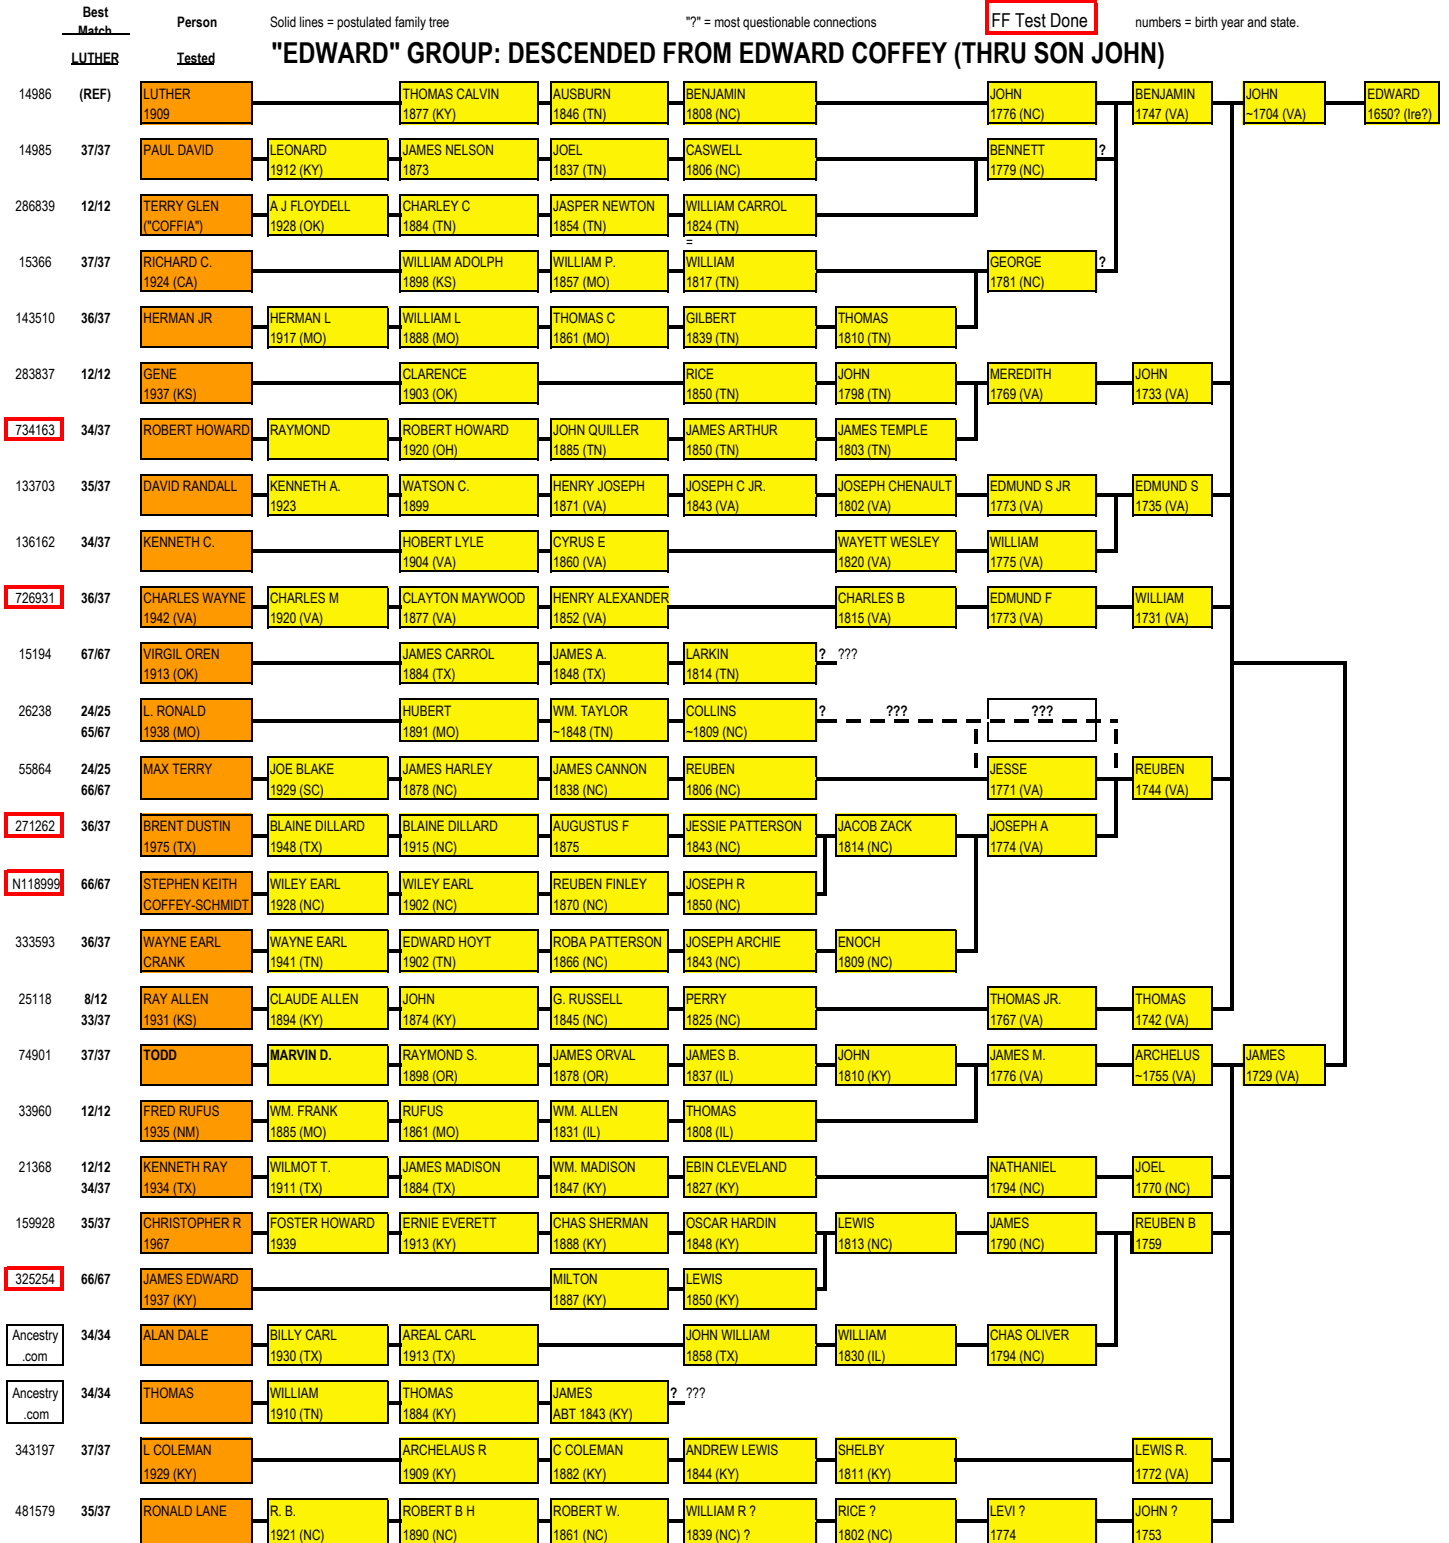 Best
Match Person Solid lines = postulated family tree "?" = most questionable connections FF Test Done numbers = birth year and state.
LUTHER Tested "EDWARD" GROUP: DESCENDED FROM EDWARD COFFEY (THRU SON JOHN)
14986 (REF) LUTHER THOMAS CALVIN AUSBURN BENJAMIN JOHN BENJAMIN JOHN EDWARD
1909 1877 (KY) 1846 (TN) 1808 (NC) 1776 (NC) 1747 (VA) ~1704 (VA) 1650? (Ire?)
14985 37/37 PAUL DAVID LEONARD JAMES NELSON JOEL CASWELL BENNETT ?
1912 (KY) 1873 1837 (TN) 1806 (NC) 1779 (NC)
286839 12/12 TERRY GLEN A J FLOYDELL CHARLEY C JASPER NEWTON WILLIAM CARROL
("COFFIA") 1928 (OK) 1884 (TN) 1854 (TN) 1824 (TN)
=
15366 37/37 RICHARD C. WILLIAM ADOLPH WILLIAM P. WILLIAM GEORGE ?
1924 (CA) 1898 (KS) 1857 (MO) 1817 (TN) 1781 (NC)
143510 36/37 HERMAN JR HERMAN L WILLIAM L THOMAS C GILBERT THOMAS
1917 (MO) 1888 (MO) 1861 (MO) 1839 (TN) 1810 (TN)
283837 12/12 GENE CLARENCE RICE JOHN MEREDITH JOHN
1937 (KS) 1903 (OK) 1850 (TN) 1798 (TN) 1769 (VA) 1733 (VA)
734163 34/37 ROBERT HOWARD RAYMOND ROBERT HOWARD JOHN QUILLER JAMES ARTHUR JAMES TEMPLE
1920 (OH) 1885 (TN) 1850 (TN) 1803 (TN)
133703 35/37 DAVID RANDALL KENNETH A. WATSON C. HENRY JOSEPH JOSEPH C JR. JOSEPH CHENAULT EDMUND S JR EDMUND S
1923 1899 1871 (VA) 1843 (VA) 1802 (VA) 1773 (VA) 1735 (VA)
136162 34/37 KENNETH C. HOBERT LYLE CYRUS E WAYETT WESLEY WILLIAM
1904 (VA) 1860 (VA) 1820 (VA) 1775 (VA)
726931 36/37 CHARLES WAYNE CHARLES M CLAYTON MAYWOOD HENRY ALEXANDER CHARLES B EDMUND F WILLIAM
1942 (VA) 1920 (VA) 1877 (VA) 1852 (VA) 1815 (VA) 1773 (VA) 1731 (VA)
15194 67/67 VIRGIL OREN JAMES CARROL JAMES A. LARKIN ? ???
1913 (OK) 1884 (TX) 1848 (TX) 1814 (TN)
26238 24/25 L. RONALD HUBERT WM. TAYLOR COLLINS ? ??? ???
65/67 1938 (MO) 1891 (MO) ~1848 (TN) ~1809 (NC)
55864 24/25 MAX TERRY JOE BLAKE JAMES HARLEY JAMES CANNON REUBEN JESSE REUBEN
66/67 1929 (SC) 1878 (NC) 1838 (NC) 1806 (NC) 1771 (VA) 1744 (VA)
271262 36/37 BRENT DUSTIN BLAINE DILLARD BLAINE DILLARD AUGUSTUS F JESSIE PATTERSON JACOB ZACK JOSEPH A
1975 (TX) 1948 (TX) 1915 (NC) 1875 1843 (NC) 1814 (NC) 1774 (VA)
N118999 66/67 STEPHEN KEITH WILEY EARL WILEY EARL REUBEN FINLEY JOSEPH R
COFFEY-SCHMIDT 1928 (NC) 1902 (NC) 1870 (NC) 1850 (NC)
333593 36/37 WAYNE EARL WAYNE EARL EDWARD HOYT ROBA PATTERSON JOSEPH ARCHIE ENOCH
CRANK 1941 (TN) 1902 (TN) 1866 (NC) 1843 (NC) 1809 (NC)
25118 8/12 RAY ALLEN CLAUDE ALLEN JOHN G. RUSSELL PERRY THOMAS JR. THOMAS
33/37 1931 (KS) 1894 (KY) 1874 (KY) 1845 (NC) 1825 (NC) 1767 (VA) 1742 (VA)
74901 37/37 TODD MARVIN D. RAYMOND S. JAMES ORVAL JAMES B. JOHN JAMES M. ARCHELUS JAMES
1898 (OR) 1878 (OR) 1837 (IL) 1810 (KY) 1776 (VA) ~1755 (VA) 1729 (VA)
33960 12/12 FRED RUFUS WM. FRANK RUFUS WM. ALLEN THOMAS
1935 (NM) 1885 (MO) 1861 (MO) 1831 (IL) 1808 (IL)
21368 12/12 KENNETH RAY WILMOT T. JAMES MADISON WM. MADISON EBIN CLEVELAND NATHANIEL JOEL
34/37 1934 (TX) 1911 (TX) 1884 (TX) 1847 (KY) 1827 (KY) 1794 (NC) 1770 (NC)
159928 35/37 CHRISTOPHER R FOSTER HOWARD ERNIE EVERETT CHAS SHERMAN OSCAR HARDIN LEWIS JAMES REUBEN B
1967 1939 1913 (KY) 1888 (KY) 1848 (KY) 1813 (NC) 1790 (NC) 1759
325254 66/67 JAMES EDWARD MILTON LEWIS
1937 (KY) 1887 (KY) 1850 (KY)
Ancestry 34/34 ALAN DALE BILLY CARL AREAL CARL JOHN WILLIAM WILLIAM CHAS OLIVER
.com 1930 (TX) 1913 (TX) 1858 (TX) 1830 (IL) 1794 (NC)
Ancestry 34/34 THOMAS WILLIAM THOMAS JAMES ? ???
.com 1910 (TN) 1884 (KY) ABT 1843 (KY)
343197 37/37 L COLEMAN ARCHELAUS R C COLEMAN ANDREW LEWIS SHELBY LEWIS R.
1929 (KY) 1909 (KY) 1882 (KY) 1844 (KY) 1811 (KY) 1772 (VA)
481579 35/37 RONALD LANE R. B. ROBERT B H ROBERT W. WILLIAM R ? RICE ? LEVI ? JOHN ?
1921 (NC) 1890 (NC) 1861 (NC) 1839 (NC) ? 1802 (NC) 1774 1753